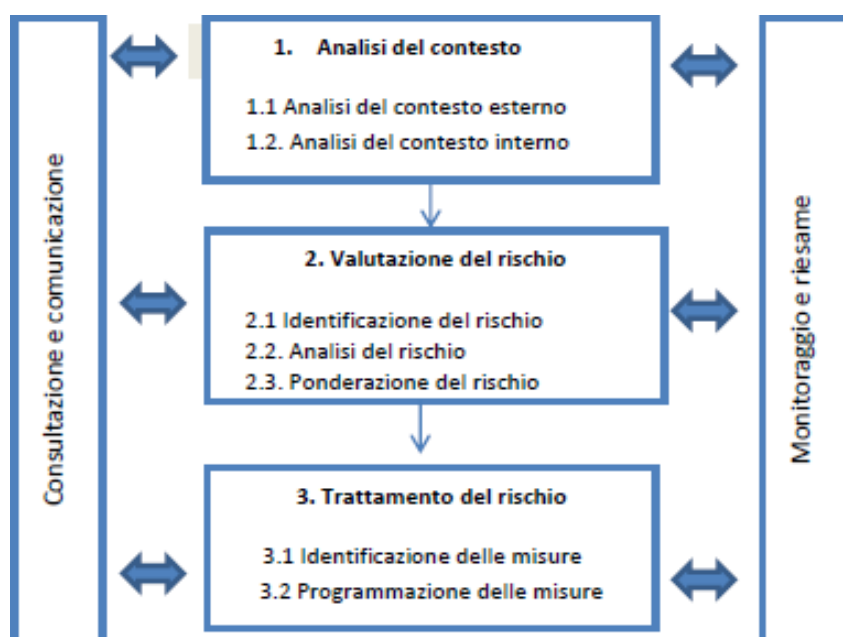 Consultazione e comunicazione
1. Analisi del contesto
1.1 Analisi del contesto esterno
1.2. Analisi del contesto interno
2. Valutazione del rischio
2.1 Identificazione del rischio
2.2. Analisi del rischio
2.3. Ponderazione del rischio
3. Trattamento del rischio
3.1 Identificazione delle misure
3.2 Programmazione delle misure
Monitoraggio e riesame